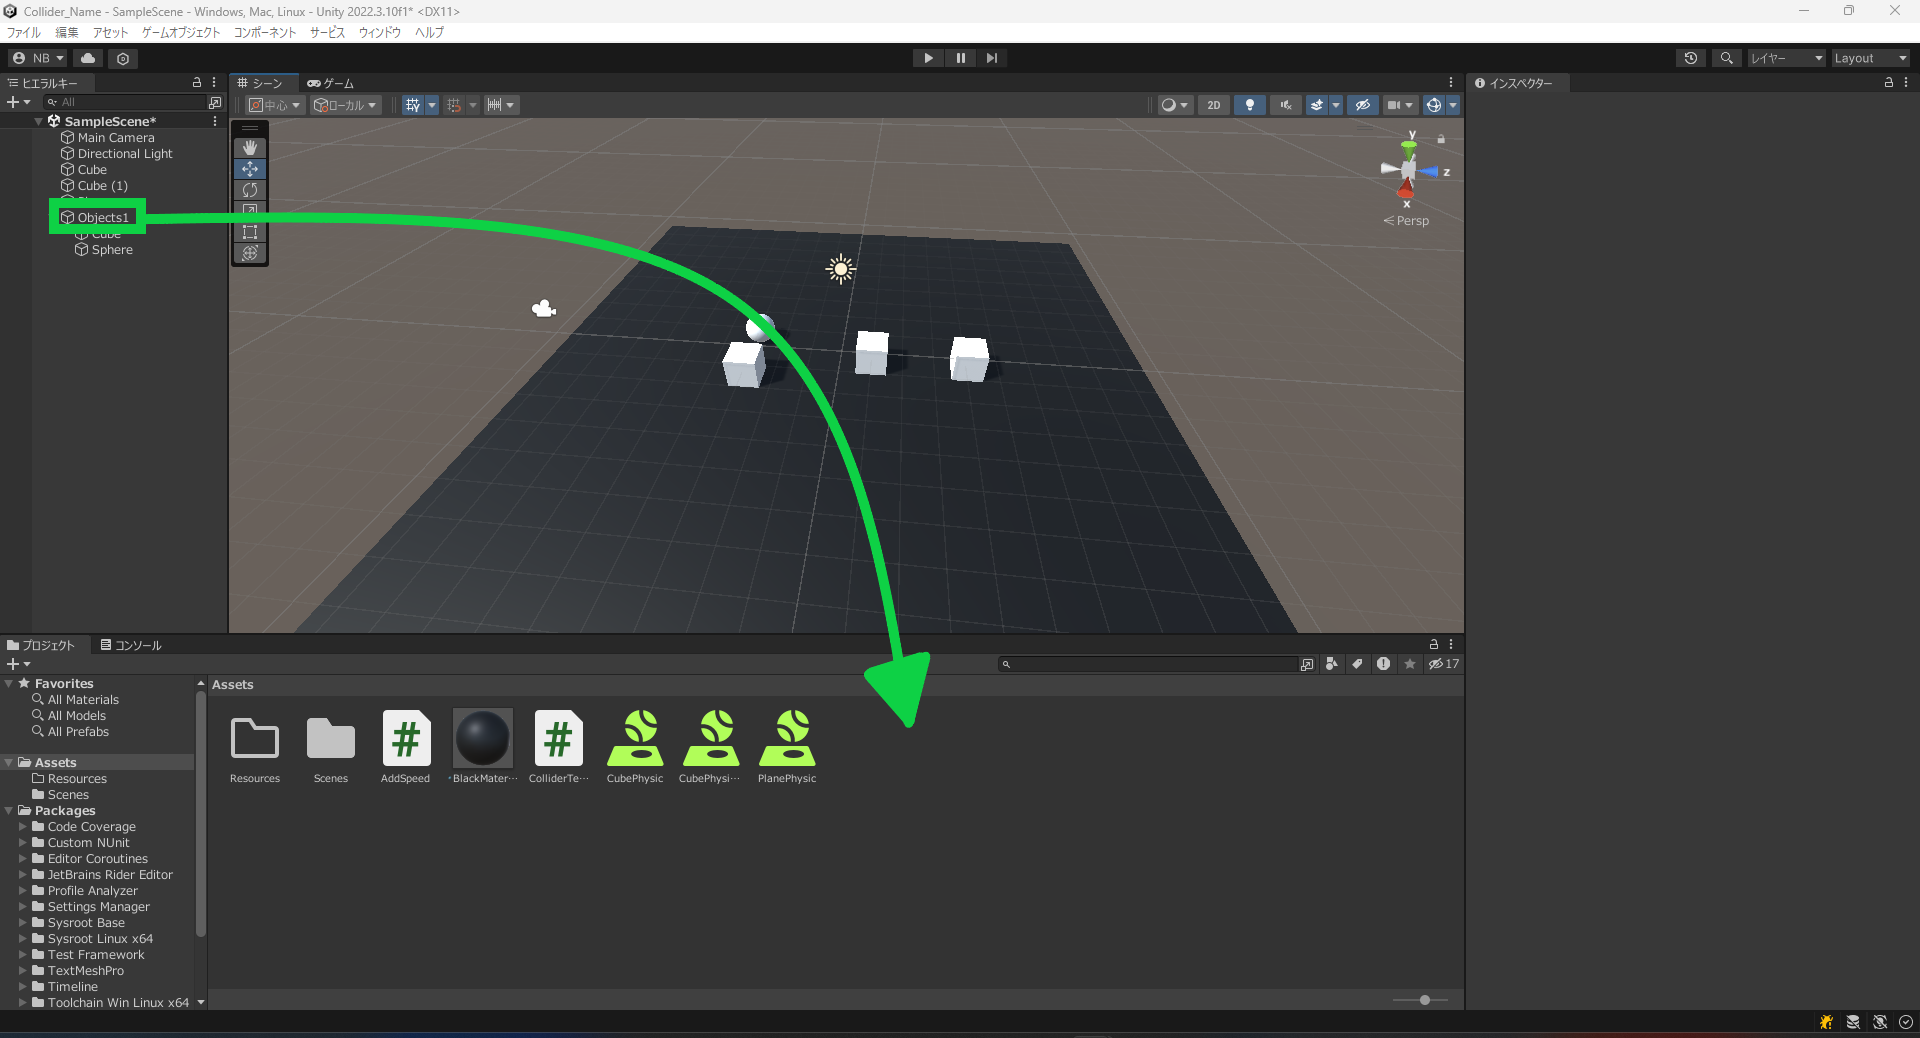 Collider_Name - SampleScene - Windows, Mac, Linux - Unity 2022.3.10f1* <DX11>
ファイル 編集 アセット ゲームオブジェクト コンポーネント サービス ウィンドウ ヘルプ
NB
レイヤー Layout
ヒエラルキー
All
SampleScene*
Main Camera
Directional Light
Cube
Cube (1)
Objects1
Cube
Sphere
シーン ゲーム
中心 ローカル
2D
y
z
x
Persp
インスペクター
プロジェクト コンソール
17
Favorites
All Materials
All Models
All Prefabs
Assets
Resources
Scenes
Packages
Code Coverage
Custom NUnit
Editor Coroutines
JetBrains Rider Editor
Profile Analyzer
Settings Manager
Sysroot Base
Sysroot Linux x64
Test Framework
TextMeshPro
Timeline
Toolchain Win Linux x64
Assets
Resources Scenes AddSpeed BlackMater... ColliderTe... CubePhysic CubePhysi... PlanePhysic